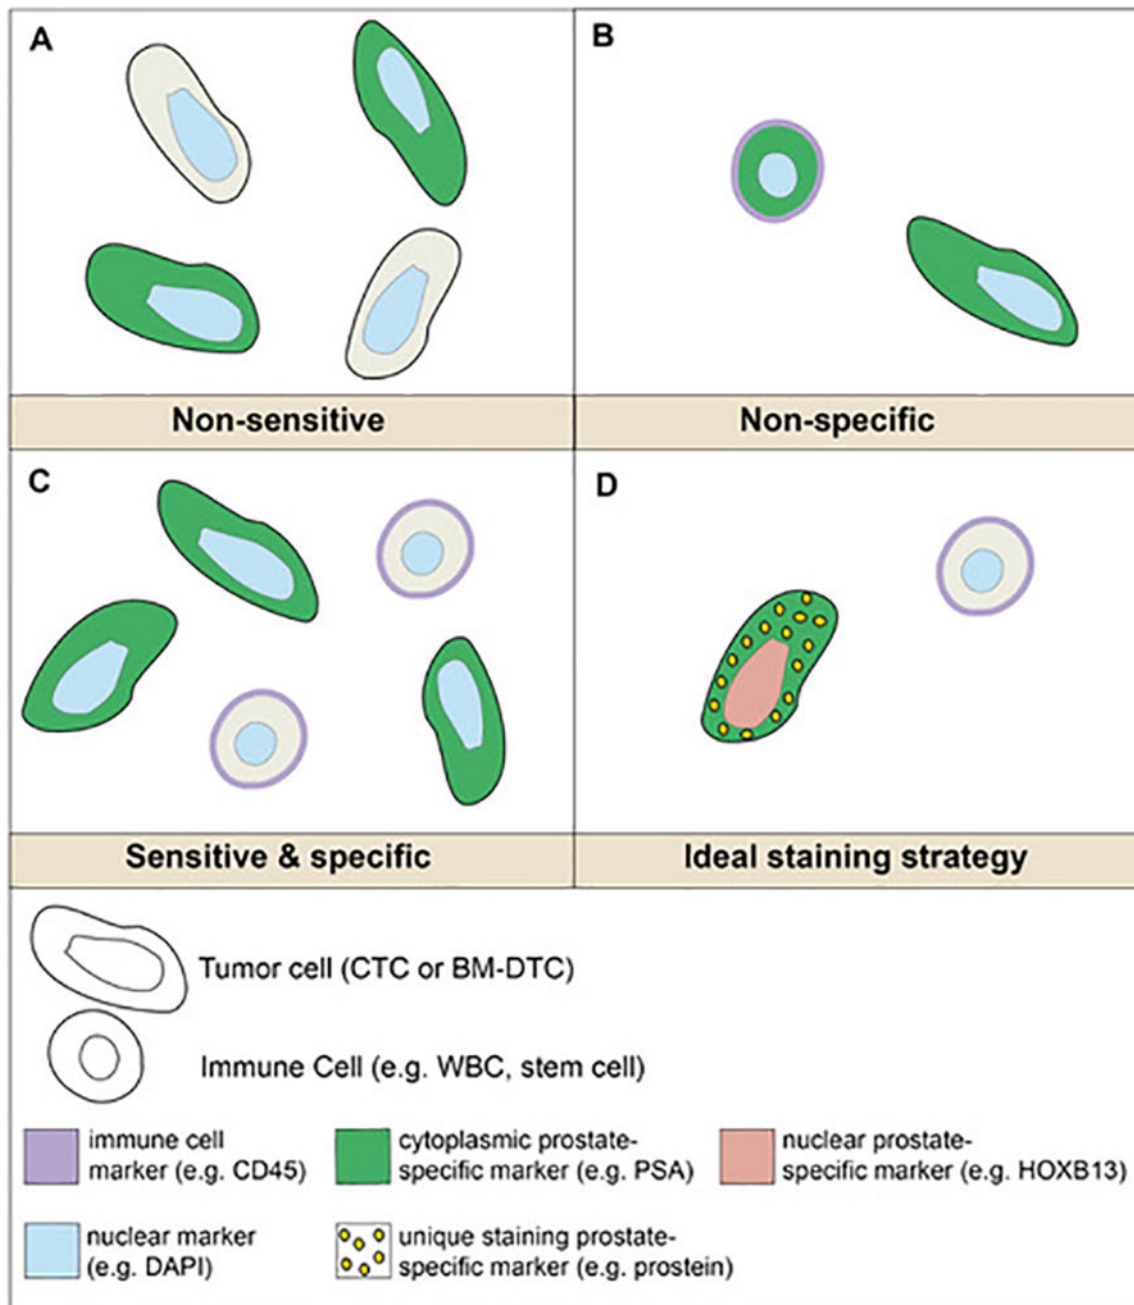 A
B
Non-sensitive
Non-specific
C
D
Sensitive & specific
Ideal staining strategy
Tumor cell (CTC or BM-DTC)
Immune Cell (e.g. WBC, stem cell)
immune cell
marker (e.g. CD45)
cytoplasmic prostate-
specific marker (e.g. PSA)
nuclear prostate-
specific marker (e.g. HOXB13)
nuclear marker
(e.g. DAPI)
unique staining prostate-
specific marker (e.g. prostein)